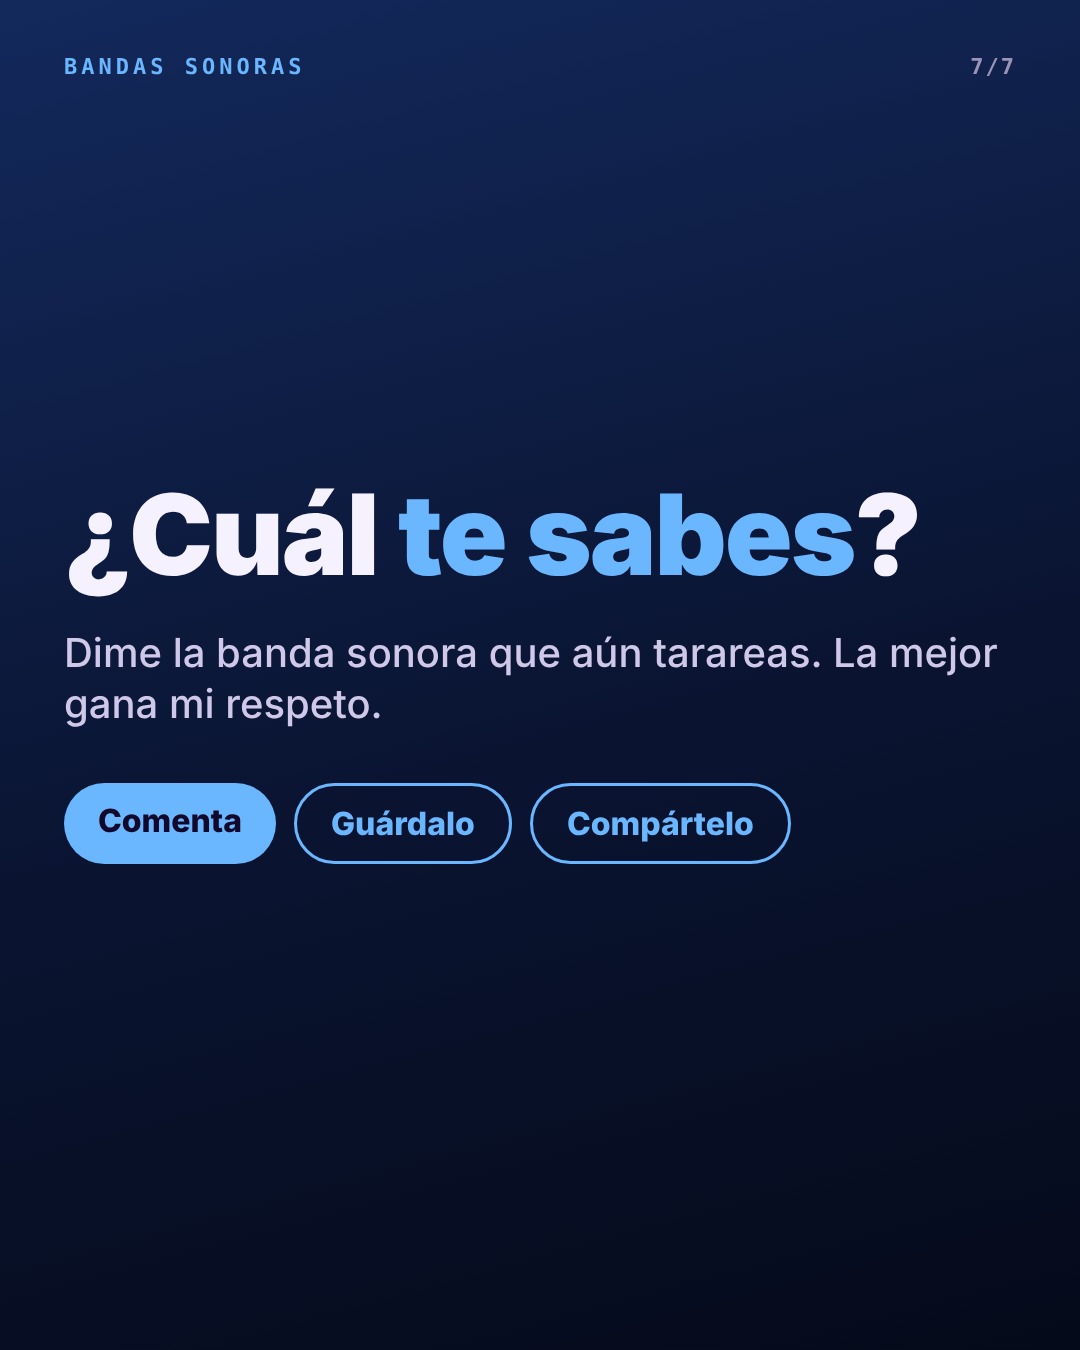 BANDAS SONORAS
7/7
¿Cuál te sabes?
Dime la banda sonora que aún tarareas. La mejor
gana mi respeto.
Comenta
Guárdalo
Compártelo